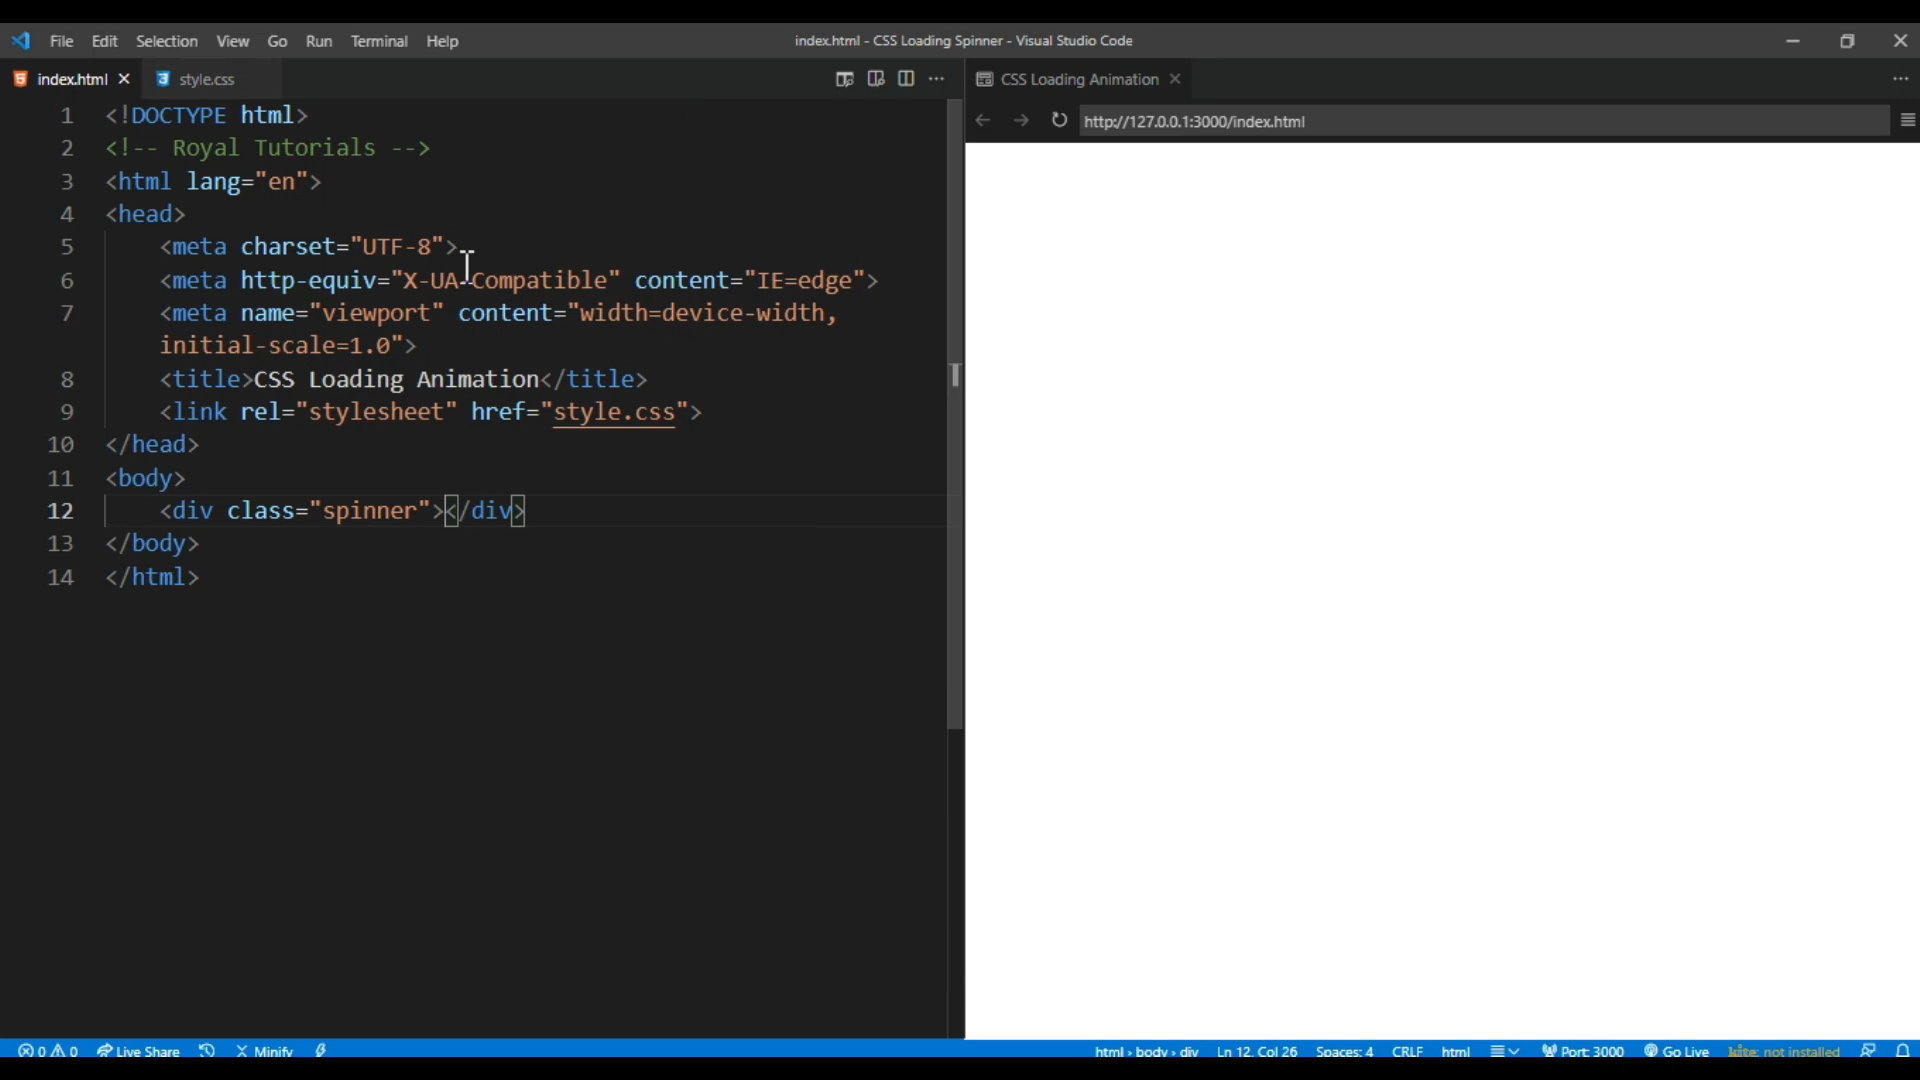 File Edit Selection View Go Run Terminal Help
index.html - CSS Loading Spinner - Visual Studio Code
index.html style.css
CSS Loading Animation
http://127.0.0.1:3000/index.html
1 <!DOCTYPE html>
2 <!-- Royal Tutorials -->
3 <html lang="en">
4 <head>
5 <meta charset="UTF-8">
6 <meta http-equiv="X-UA-Compatible" content="IE=edge">
7 <meta name="viewport" content="width=device-width,
initial-scale=1.0">
8 <title>CSS Loading Animation</title>
9 <link rel="stylesheet" href="style.css">
10 </head>
11 <body>
12 <div class="spinner"></div>
13 </body>
14 </html>
0 0 Live Share Minify
html › body › div Ln 12, Col 26 Spaces: 4 CRLF html Port: 3000 Go Live kite: not installed